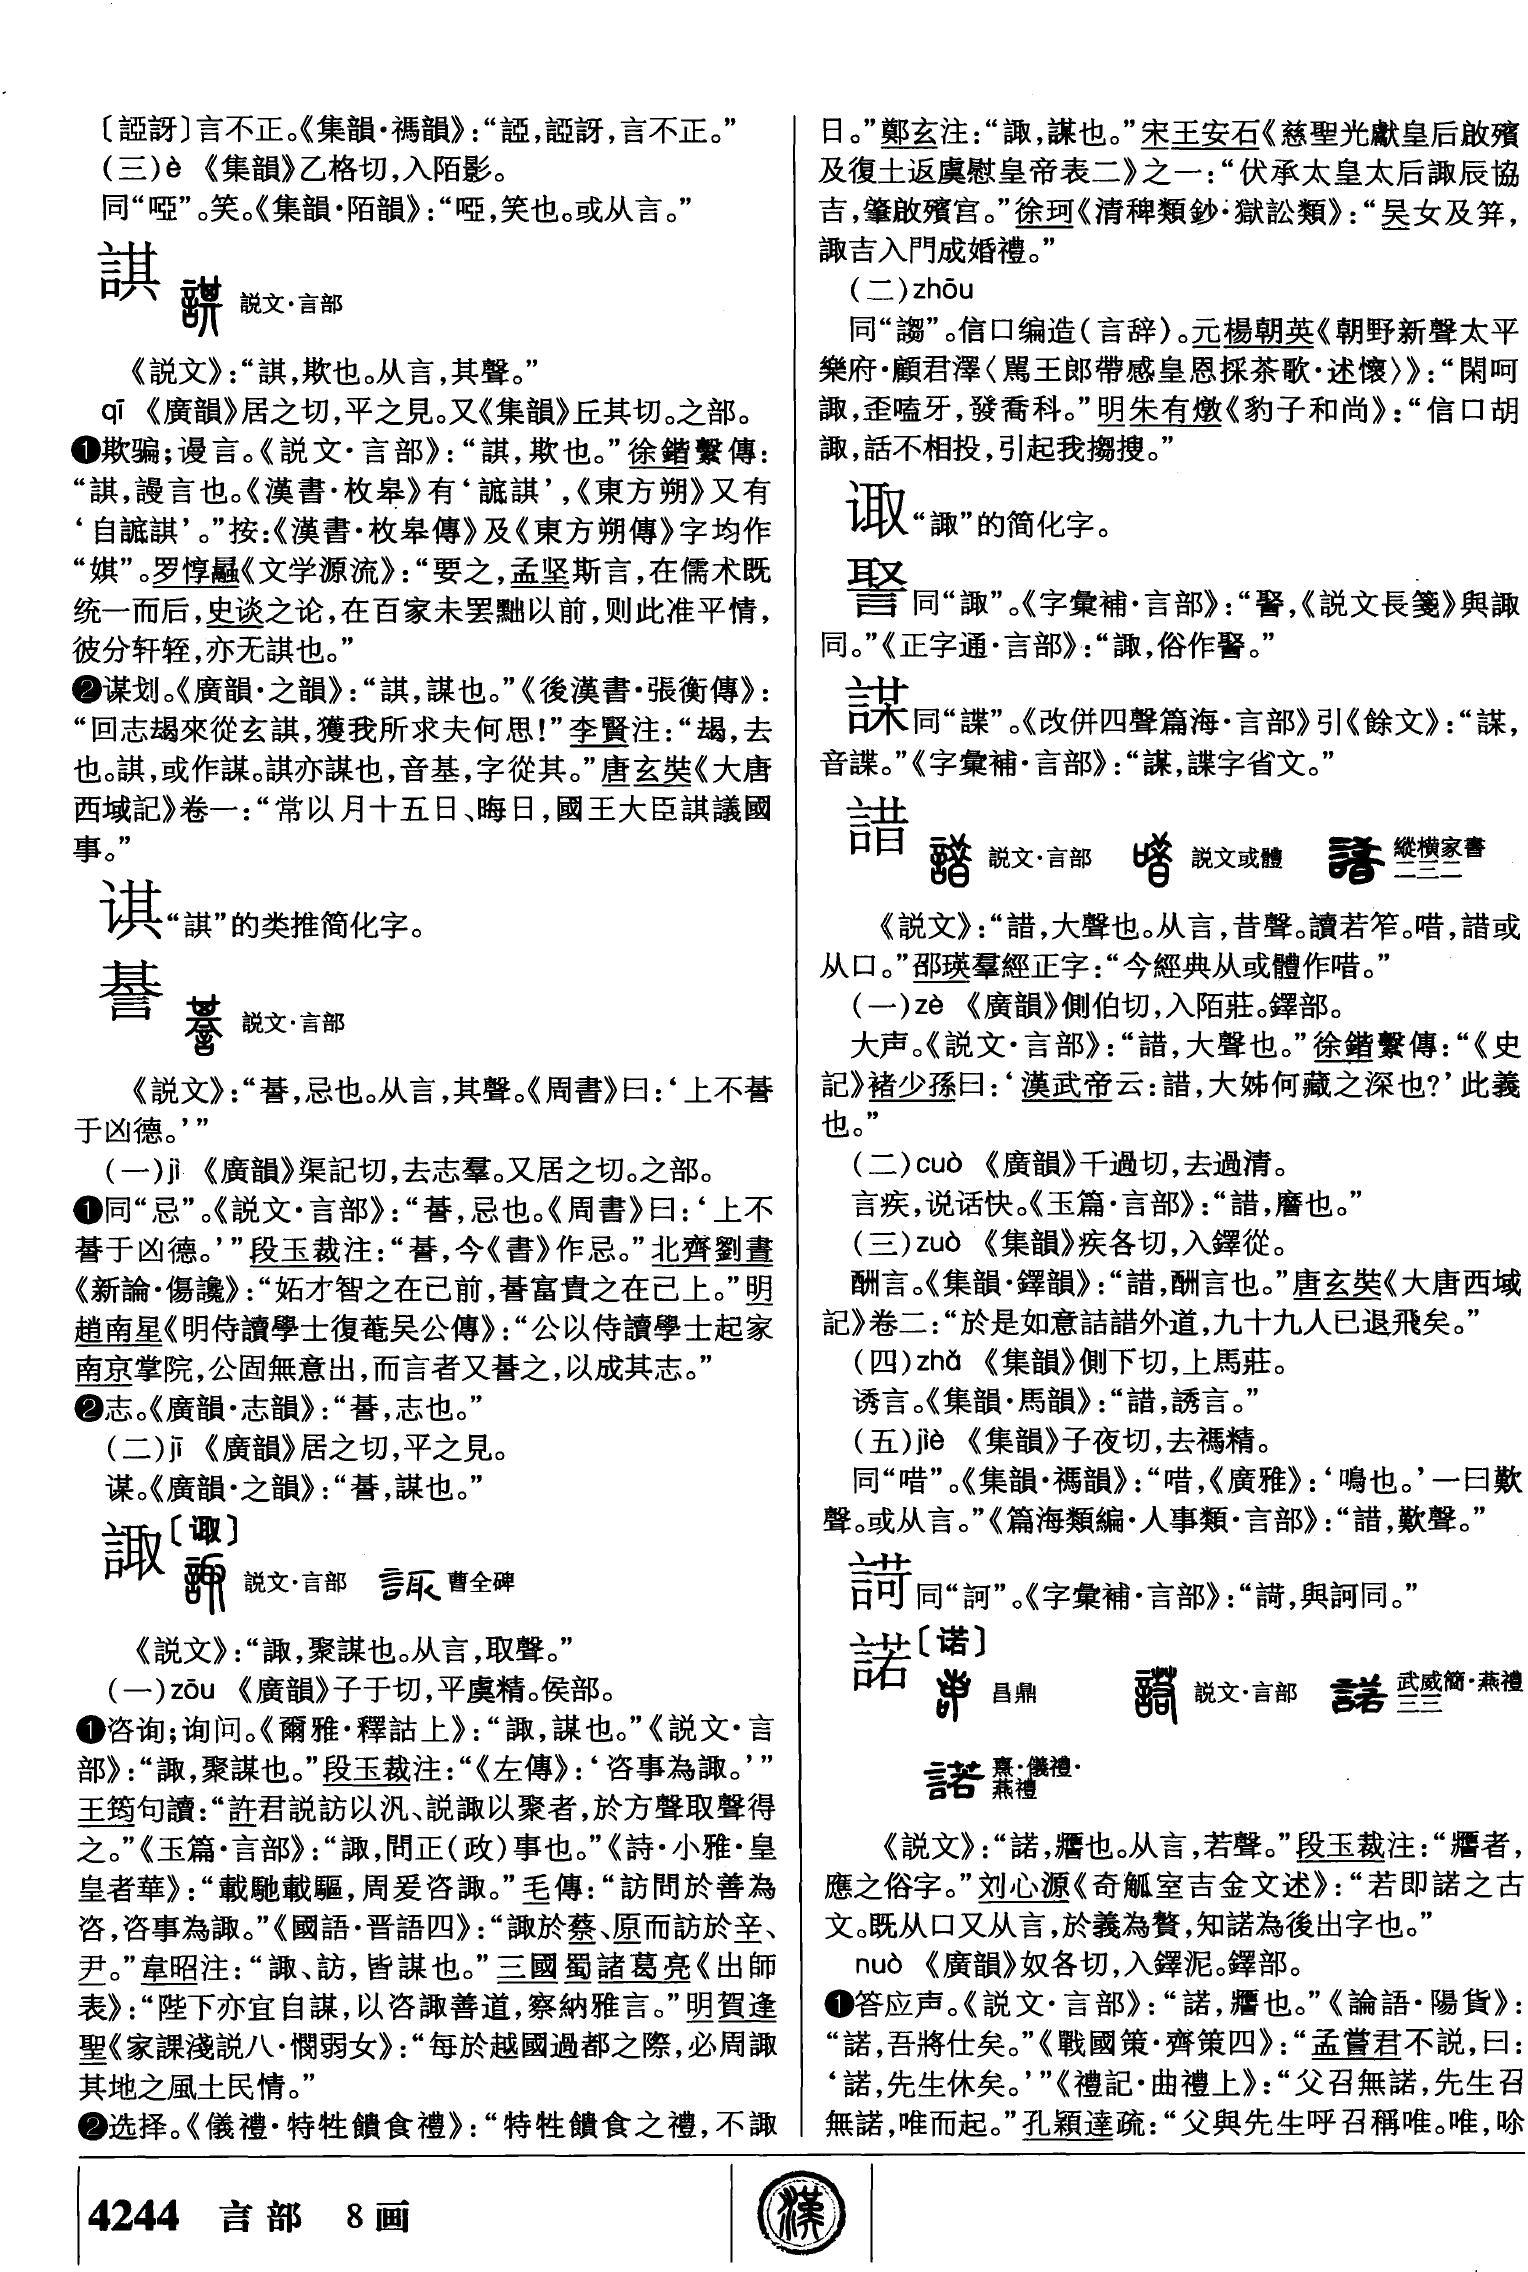 〔誣訝〕言不正。《集韻·禡韻》：“誣，誣訝，言不正。”
(三)è 《集韻》乙格切，入陌影。
同“啞”。笑。《集韻·陌韻》：“啞，笑也。或从言。”
諆 説文·言部
《説文》：“諆，欺也。从言，其聲。”
qī 《廣韻》居之切，平之見。又《集韻》丘其切。之部。
❶欺骗；谩言。《説文·言部》：“諆，欺也。”徐鍇繫傳：
“諆，謾言也。《漢書·枚皋》有‘詆諆’，《東方朔》又有
‘自詆諆’。”按：《漢書·枚皋傳》及《東方朔傳》字均作
“娸”。罗惇曧《文学源流》：“要之，孟坚斯言，在儒术既
统一而后，史谈之论，在百家未罢黜以前，则此准平情，
彼分轩轾，亦无諆也。”
❷谋划。《廣韻·之韻》：“諆，謀也。”《後漢書·張衡傳》：
“回志朅來從玄諆，獲我所求夫何思！”李賢注：“朅，去
也。諆，或作謀。諆亦謀也，音基，字從其。”唐玄奘《大唐
西域記》卷一：“常以月十五日、晦日，國王大臣諆議國
事。”
𬤀“諆”的类推简化字。
諅 説文·言部
《説文》：“諅，忌也。从言，其聲。《周書》曰：‘上不諅
于凶德。’”
(一)jì 《廣韻》渠記切，去志羣。又居之切。之部。
❶同“忌”。《説文·言部》：“諅，忌也。《周書》曰：‘上不
諅于凶德。’”段玉裁注：“諅，今《書》作忌。”北齊劉晝
《新論·傷讒》：“妬才智之在己前，諅富貴之在己上。”明
趙南星《明侍讀學士復菴吴公傳》：“公以侍讀學士起家
南京掌院，公固無意出，而言者又諅之，以成其志。”
❷志。《廣韻·志韻》：“諅，志也。”
(二)jī 《廣韻》居之切，平之見。
谋。《廣韻·之韻》：“諅，謀也。”
諏〔诹〕 説文·言部 曹全碑
《説文》：“諏，聚謀也。从言，取聲。”
(一)zōu 《廣韻》子于切，平虞精。侯部。
❶咨询；询问。《爾雅·釋詁上》：“諏，謀也。”《説文·言
部》：“諏，聚謀也。”段玉裁注：“《左傳》：‘咨事為諏。’”
王筠句讀：“許君説訪以汎、説諏以聚者，於方聲取聲得
之。”《玉篇·言部》：“諏，問正(政)事也。”《詩·小雅·皇
皇者華》：“載馳載驅，周爰咨諏。”毛傳：“訪問於善為
咨，咨事為諏。”《國語·晋語四》：“諏於蔡、原而訪於辛、
尹。”韋昭注：“諏、訪，皆謀也。”三國蜀諸葛亮《出師
表》：“陛下亦宜自謀，以咨諏善道，察納雅言。”明賀逢
聖《家課淺説八·憫弱女》：“每於越國過都之際，必周諏
其地之風土民情。”
❷选择。《儀禮·特牲饋食禮》：“特牲饋食之禮，不諏
日。”鄭玄注：“諏，謀也。”宋王安石《慈聖光獻皇后啟殯
及復土返虞慰皇帝表二》之一：“伏承太皇太后諏辰協
吉，肇啟殯宫。”徐珂《清稗類鈔·獄訟類》：“吴女及笄，
諏吉入門成婚禮。”
(二)zhōu
同“謅”。信口编造(言辞)。元楊朝英《朝野新聲太平
樂府·顧君澤〈駡王郎帶感皇恩採茶歌·述懷〉》：“閑呵
諏，歪嗑牙，發喬科。”明朱有燉《豹子和尚》：“信口胡
諏，話不相投，引起我搊搜。”
诹“諏”的简化字。
同“諏”。《字彙補·言部》：“，《説文長箋》與諏
同。”《正字通·言部》：“諏，俗作。”
同“諜”。《改併四聲篇海·言部》引《餘文》：“，
音諜。”《字彙補·言部》：“，諜字省文。”
諎 説文·言部 説文或體 縱横家書二三二
《説文》：“諎，大聲也。从言，昔聲。讀若笮。唶，諎或
从口。”邵瑛羣經正字：“今經典从或體作唶。”
(一)zè 《廣韻》側伯切，入陌莊。鐸部。
大声。《説文·言部》：“諎，大聲也。”徐鍇繫傳：“《史
記》褚少孫曰：‘漢武帝云：諎，大姊何藏之深也？’此義
也。”
(二)cuò 《廣韻》千過切，去過清。
言疾，说话快。《玉篇·言部》：“諎，也。”
(三)zuò 《集韻》疾各切，入鐸從。
酬言。《集韻·鐸韻》：“諎，酬言也。”唐玄奘《大唐西域
記》卷二：“於是如意詰諎外道，九十九人已退飛矣。”
(四)zhǎ 《集韻》側下切，上馬莊。
诱言。《集韻·馬韻》：“諎，誘言。”
(五)jiè 《集韻》子夜切，去禡精。
同“唶”。《集韻·禡韻》：“唶，《廣雅》：‘鳴也。’一曰歎
聲。或从言。”《篇海類編·人事類·言部》：“諎，歎聲。”
同“訶”。《字彙補·言部》：“，與訶同。”
諾〔诺〕 昌鼎 説文·言部 武威簡·燕禮三三
熹·儀禮·燕禮
《説文》：“諾，譍也。从言，若聲。”段玉裁注：“譍者，
應之俗字。”刘心源《奇觚室吉金文述》：“若即諾之古
文。既从口又从言，於義為贅，知諾為後出字也。”
nuò 《廣韻》奴各切，入鐸泥。鐸部。
❶答应声。《説文·言部》：“諾，譍也。”《論語·陽貨》：
“諾，吾將仕矣。”《戰國策·齊策四》：“孟嘗君不説，曰：
‘諾，先生休矣。’”《禮記·曲禮上》：“父召無諾，先生召
無諾，唯而起。”孔穎達疏：“父與先生呼召稱唯。唯，唅
4244 言部 8画
漢